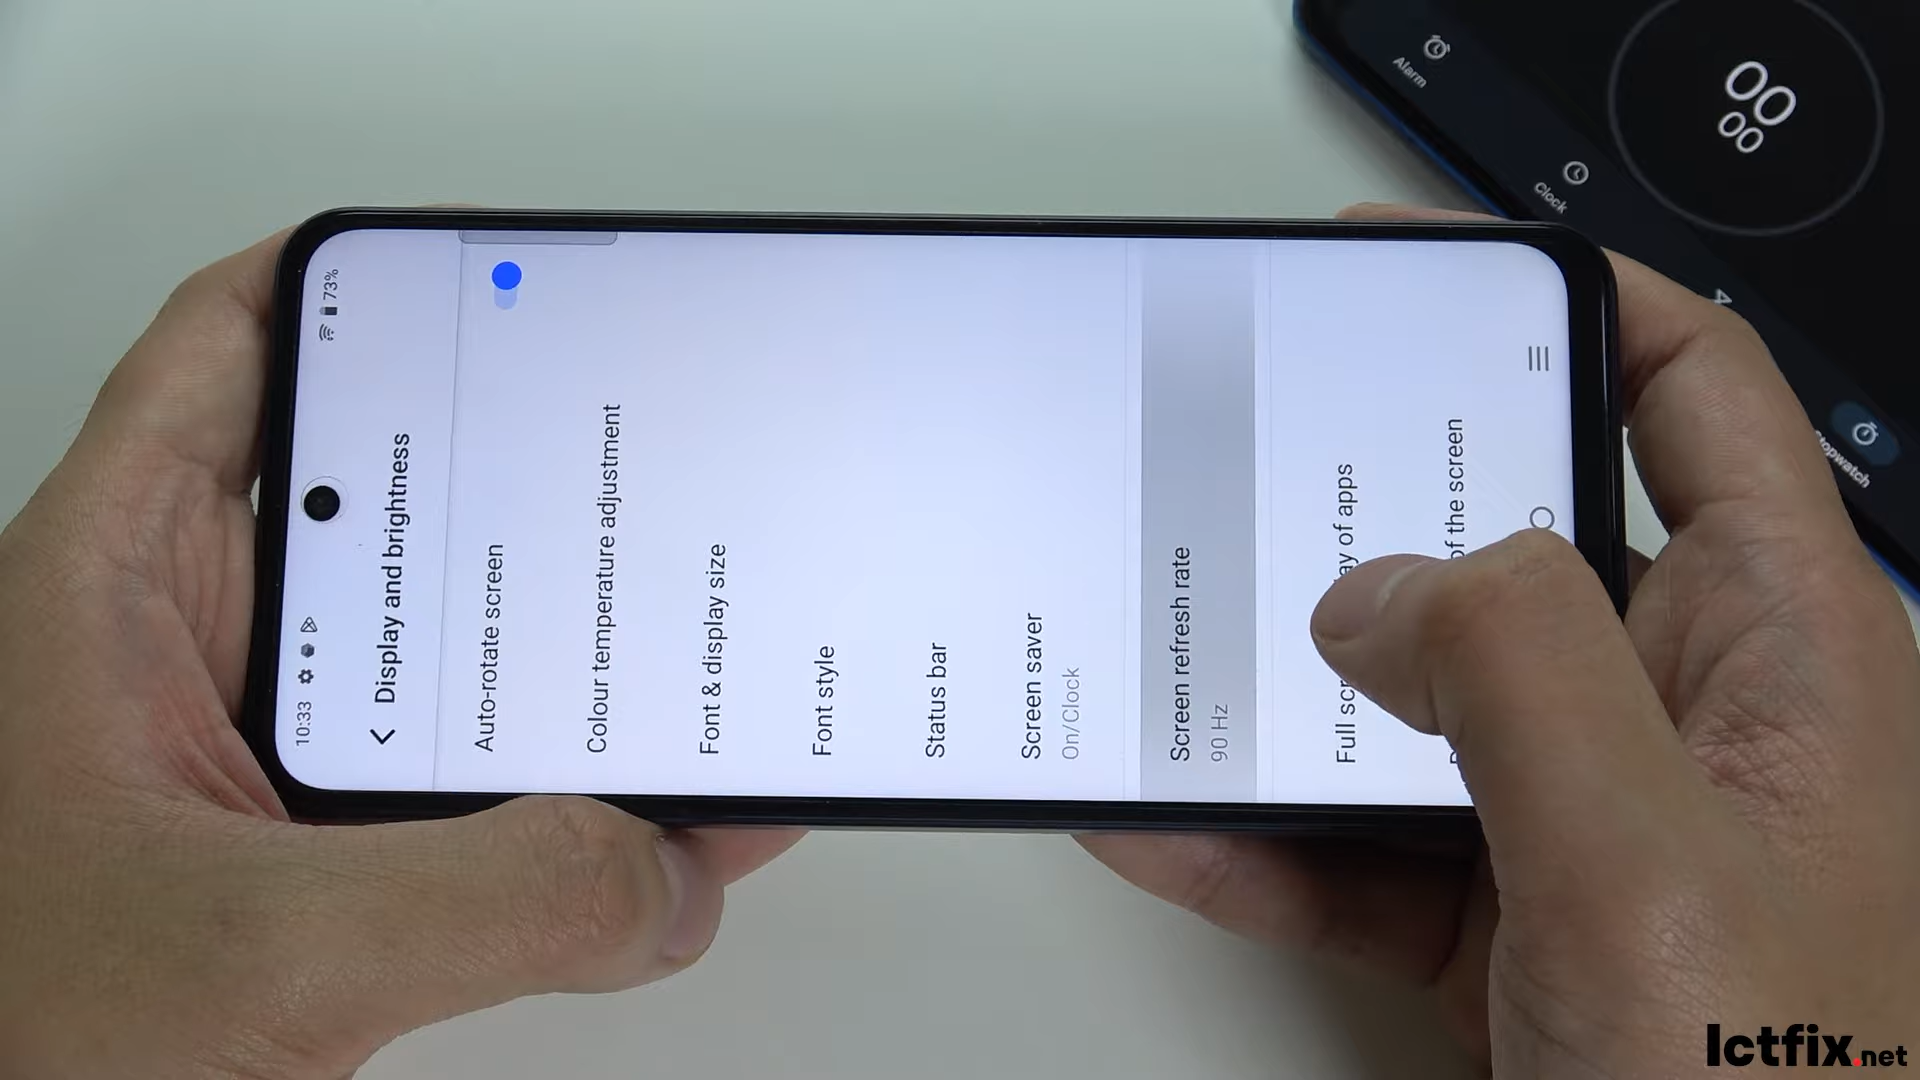 10:33
73%
Display and brightness
Auto-rotate screen
Colour temperature adjustment
Font & display size
Font style
Status bar
Screen saver
On/Clock
Screen refresh rate
90 Hz
Full of apps
of the screen
Alarm
Clock
Stopwatch
00
00
Ictfix.net